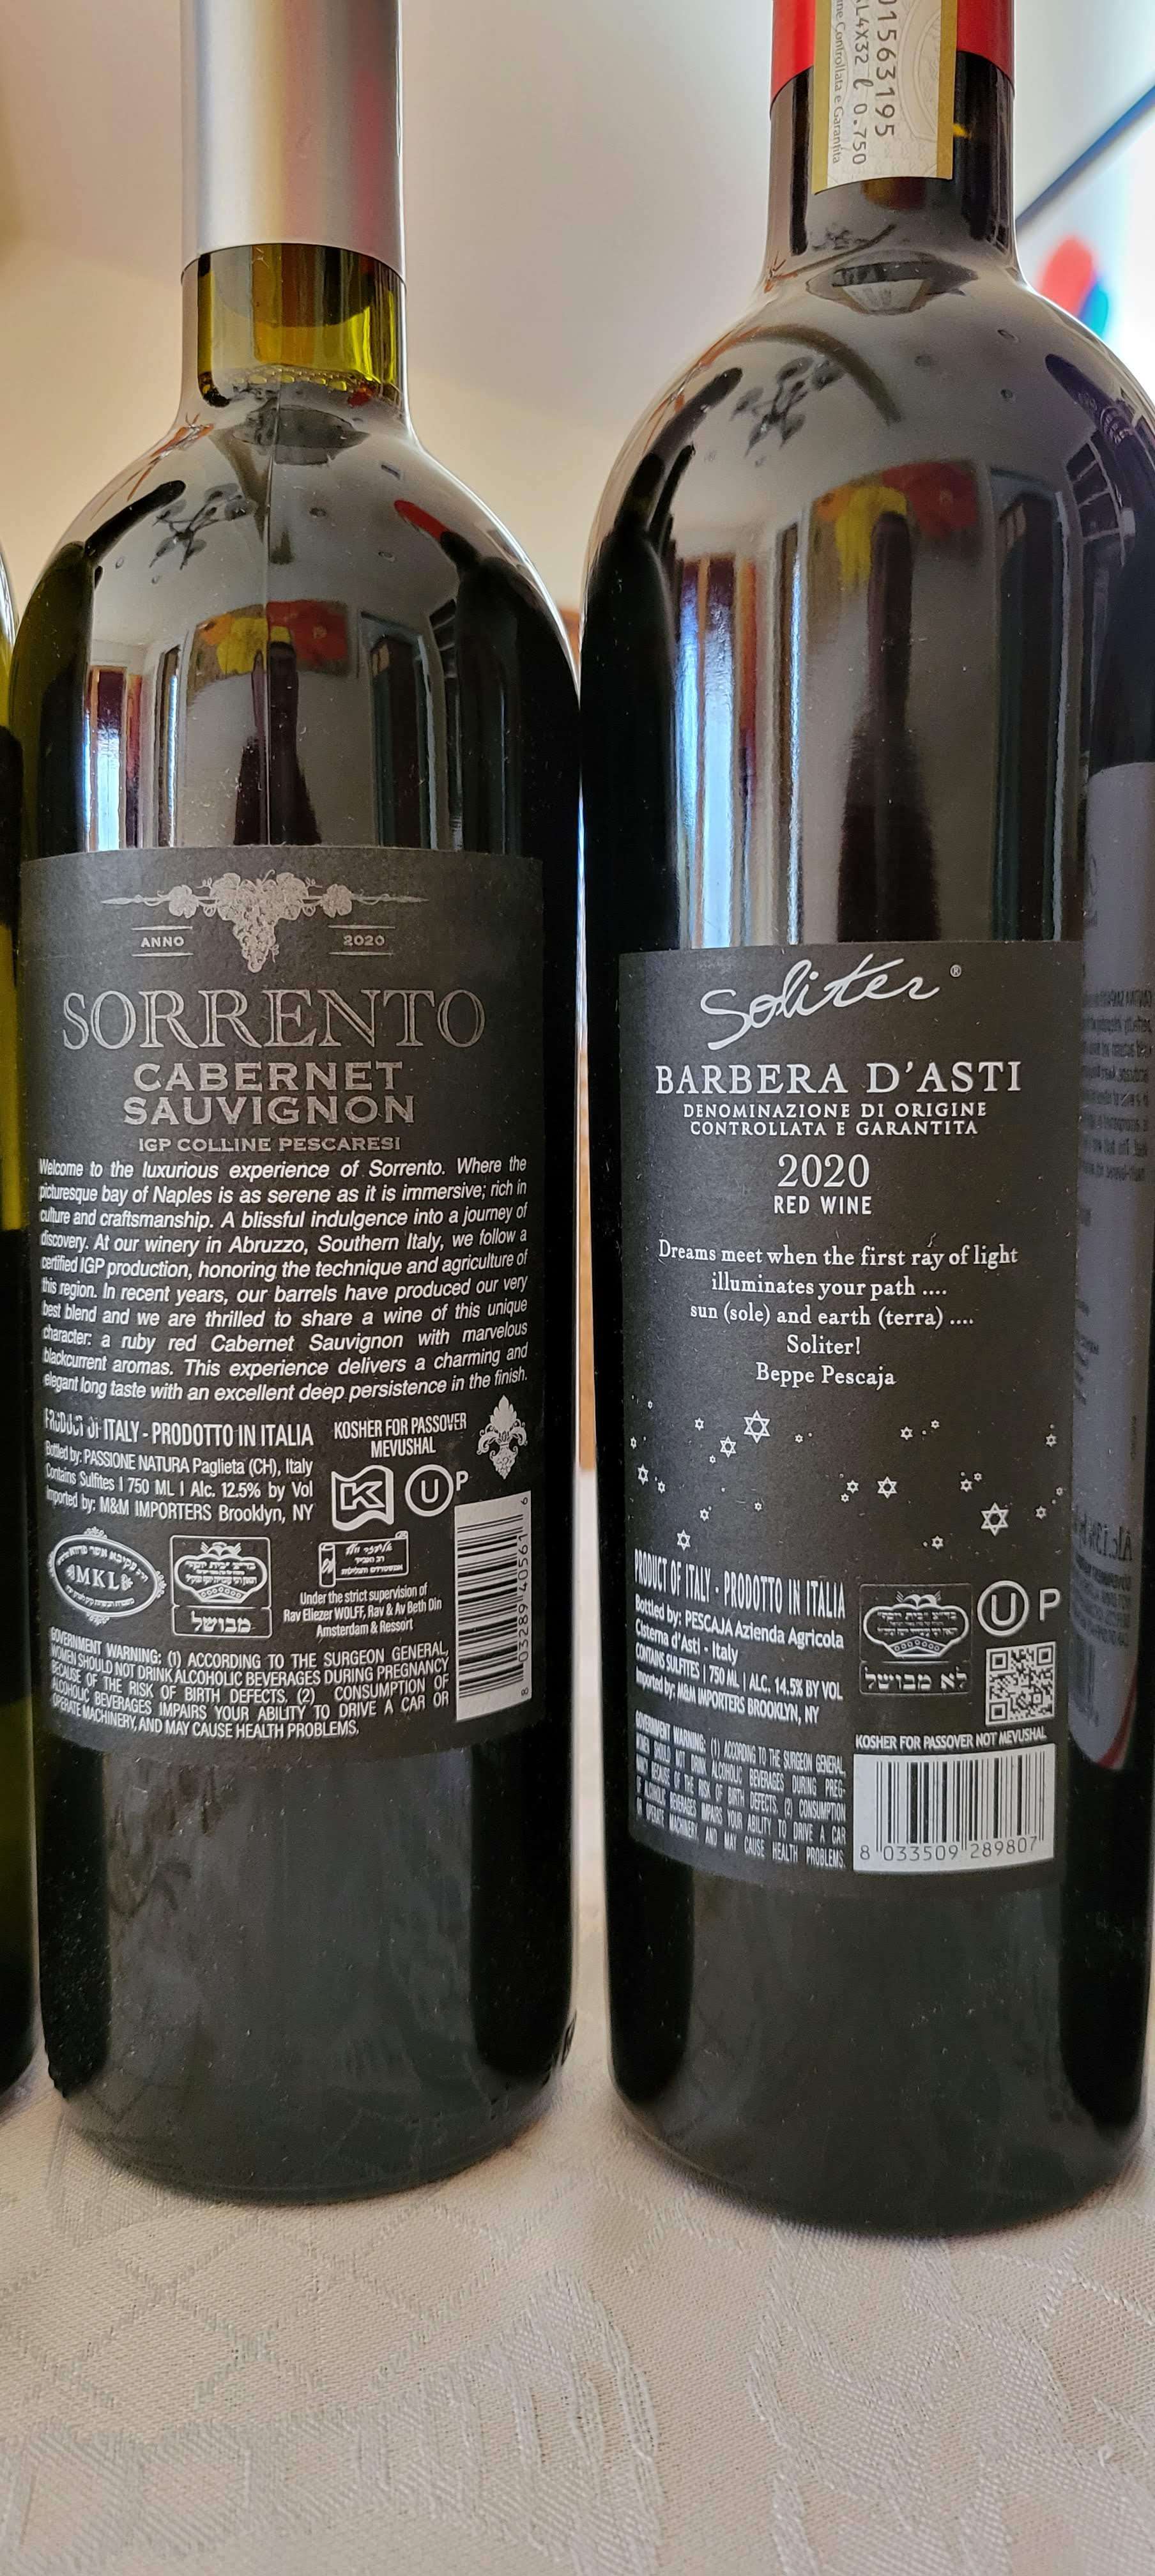 ANNO 2020
SORRENTO
CABERNET
SAUVIGNON
IGP COLLINE PESCARESI
Welcome to the luxurious experience of Sorrento. Where the
picturesque bay of Naples is as serene as it is immersive; rich in
culture and craftsmanship. A blissful indulgence into a journey of
discovery. At our winery in Abruzzo, Southern Italy, we follow a
certified IGP production, honoring the technique and agriculture of
this region. In recent years, our barrels have produced our very
best blend and we are thrilled to share a wine of this unique
character: a ruby red Cabernet Sauvignon with marvelous
blackcurrent aromas. This experience delivers a charming and
elegant long taste with an excellent deep persistence in the finish.
PRODUCT OF ITALY - PRODOTTO IN ITALIA
Bottled by: PASSIONE NATURA Paglieta (CH), Italy
Contains Sulfites | 750 ML | Alc. 12.5% by Vol
Imported by: M&M IMPORTERS Brooklyn, NY
KOSHER FOR PASSOVER
MEVUSHAL
K
U P
MKL
מבושל
Under the strict supervision of
Rav Eliezer WOLFF, Rav & Av Beth Din
Amsterdam & Ressort
GOVERNMENT WARNING: (1) ACCORDING TO THE SURGEON GENERAL,
WOMEN SHOULD NOT DRINK ALCOHOLIC BEVERAGES DURING PREGNANCY
BECAUSE OF THE RISK OF BIRTH DEFECTS. (2) CONSUMPTION OF
ALCOHOLIC BEVERAGES IMPAIRS YOUR ABILITY TO DRIVE A CAR OR
OPERATE MACHINERY, AND MAY CAUSE HEALTH PROBLEMS.
8 032891 405616
01563195
L4X32 ℓ 0.750
Controllata e Garantita
Soliter®
BARBERA D'ASTI
DENOMINAZIONE DI ORIGINE
CONTROLLATA E GARANTITA
2020
RED WINE
Dreams meet when the first ray of light
illuminates your path ....
sun (sole) and earth (terra) ....
Soliter!
Beppe Pescaja
PRODUCT OF ITALY - PRODOTTO IN ITALIA
Bottled by: PESCAJA Azienda Agricola
Cisterna d'Asti - Italy
CONTAINS SULFITES | 750 ML | ALC. 14.5% BY VOL
Imported by: M&M IMPORTERS BROOKLYN, NY
לא מבושל
U P
KOSHER FOR PASSOVER NOT MEVUSHAL
GOVERNMENT WARNING: (1) ACCORDING TO THE SURGEON GENERAL,
WOMEN SHOULD NOT DRINK ALCOHOLIC BEVERAGES DURING PREG-
NANCY BECAUSE OF THE RISK OF BIRTH DEFECTS. (2) CONSUMPTION
OF ALCOHOLIC BEVERAGES IMPAIRS YOUR ABILITY TO DRIVE A CAR
OR OPERATE MACHINERY, AND MAY CAUSE HEALTH PROBLEMS.
8 033509 289807